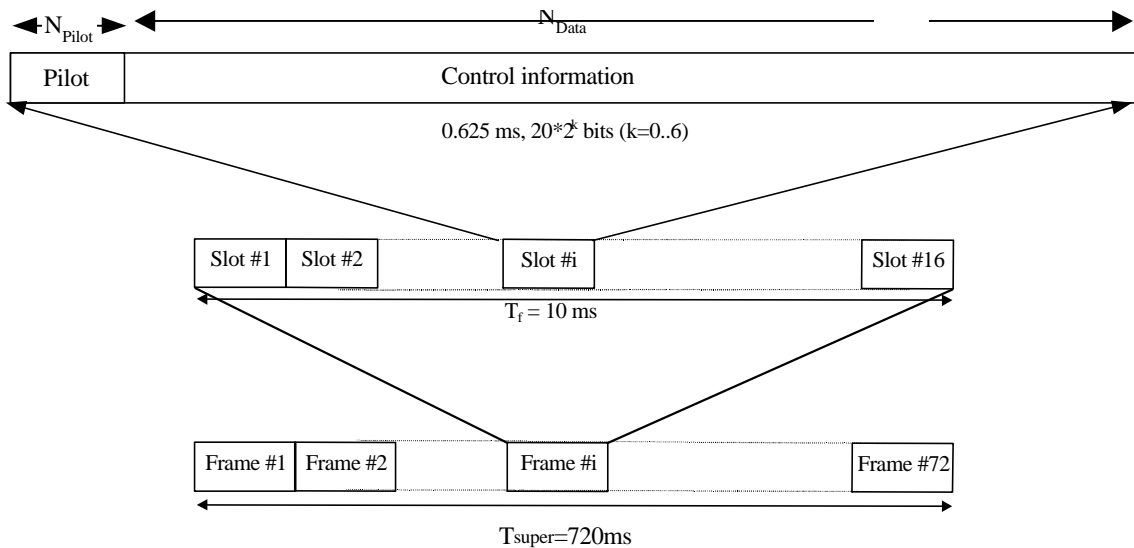 N_Pilot N_Data
Pilot Control information
0.625 ms, 20*2^k bits (k=0..6)
Slot #1 Slot #2 Slot #i Slot #16
T_f = 10 ms
Frame #1 Frame #2 Frame #i Frame #72
T_super=720ms